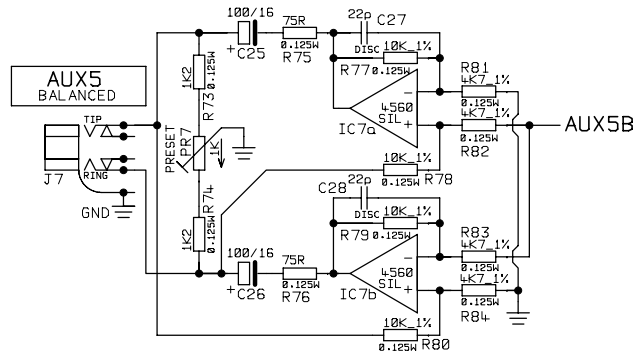 100/16
22p
C27
75R
10K_1%
+
C25
0.125W
DISC
R81
R75
R77
0.125W
4K7_1%
AUX5
BALANCED
1K2
0.125W
R73
-
0.125W
4560
4K7_1%
AUX5B
TIP
SIL
+
0.125W
PRESET
PR7
1K
IC7a
R82
RING
10K_1%
J7
22p
0.125W
R78
C28
GND
R74
DISC
10K_1%
R83
1K2
0.125W
100/16
R79
0.125W
4K7_1%
75R
-
0.125W
4560
4K7_1%
+
C26
0.125W
SIL
+
R76
IC7b
0.125W
10K_1%
R84
0.125W
R80